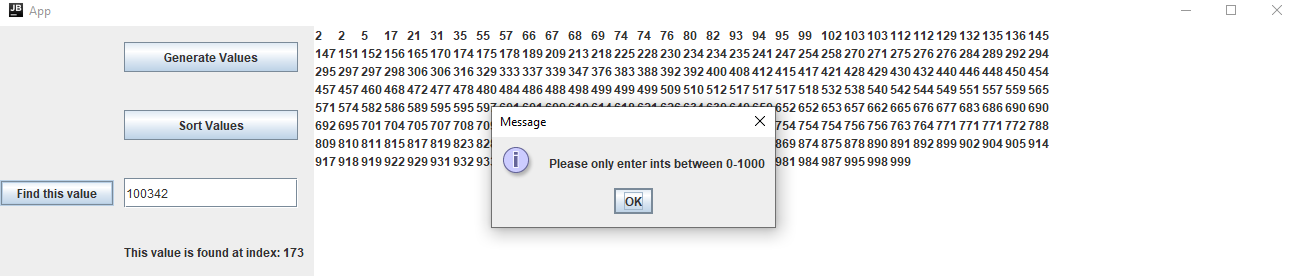 JB App
Generate Values
Sort Values
Find this value 100342
This value is found at index: 173
2 2 5 17 21 31 35 55 57 66 67 68 74 76 80 82 93 94 95 99 102 103 103 112 112 129 132 135 136 145
147 151 152 156 165 170 174 175 178 189 209 213 218 225 228 230 234 234 235 241 247 254 258 270 271 275 276 276 284 289 292 294
295 297 297 298 306 306 316 329 333 337 339 347 376 383 388 392 392 400 408 412 415 417 421 428 429 430 432 440 446 448 450 454
457 457 460 468 472 477 478 480 484 486 488 498 499 499 499 509 510 512 517 517 517 518 532 538 540 542 544 549 551 557 559 565
571 574 582 586 589 595 595 652 652 653 657 662 665 676 677 683 686 690 690
692 695 701 704 705 707 708 754 754 756 756 763 764 771 771 771 772 788
809 810 811 815 817 819 823 869 874 875 878 890 891 892 899 902 904 905 914
917 918 919 922 929 931 932 981 984 987 995 998 999
Message
Please only enter ints between 0-1000
OK